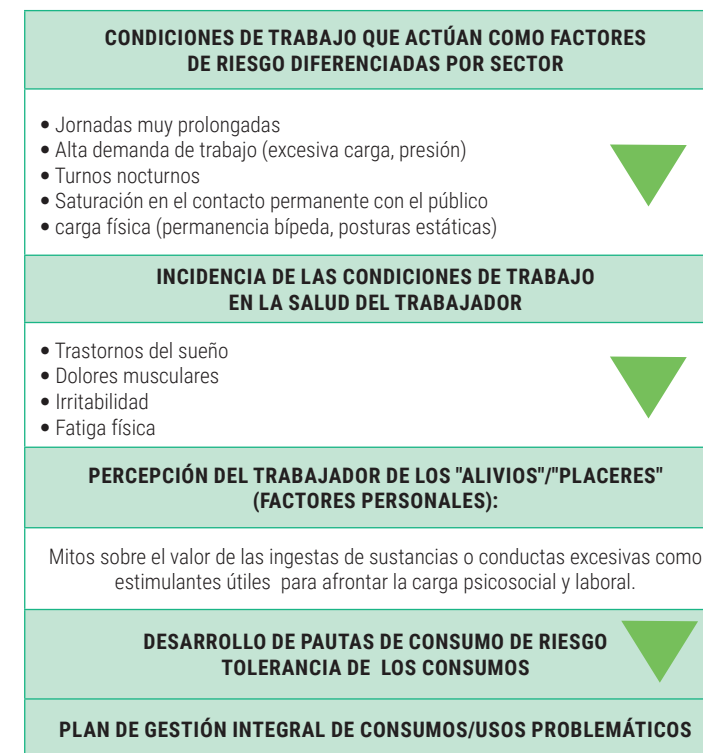 CONDICIONES DE TRABAJO QUE ACTÚAN COMO FACTORES
DE RIESGO DIFERENCIADAS POR SECTOR
• Jornadas muy prolongadas
• Alta demanda de trabajo (excesiva carga, presión)
• Turnos nocturnos
• Saturación en el contacto permanente con el público
• carga física (permanencia bípeda, posturas estáticas)
INCIDENCIA DE LAS CONDICIONES DE TRABAJO
EN LA SALUD DEL TRABAJADOR
• Trastornos del sueño
• Dolores musculares
• Irritabilidad
• Fatiga física
PERCEPCIÓN DEL TRABAJADOR DE LOS "ALIVIOS"/"PLACERES"
(FACTORES PERSONALES):
Mitos sobre el valor de las ingestas de sustancias o conductas excesivas como
estimulantes útiles para afrontar la carga psicosocial y laboral.
DESARROLLO DE PAUTAS DE CONSUMO DE RIESGO
TOLERANCIA DE LOS CONSUMOS
PLAN DE GESTIÓN INTEGRAL DE CONSUMOS/USOS PROBLEMÁTICOS